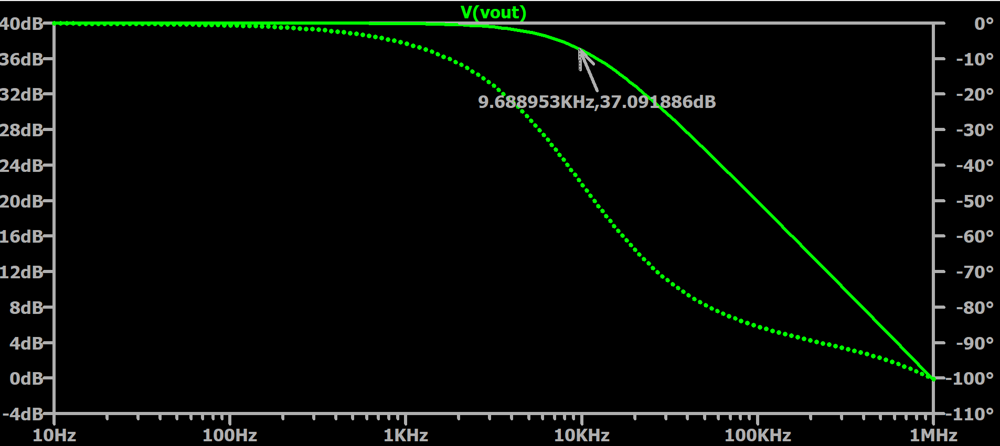 V(vout)
40dB
36dB
32dB
28dB
24dB
20dB
16dB
12dB
8dB
4dB
0dB
-4dB
9.688953KHz,37.091886dB
0°
-10°
-20°
-30°
-40°
-50°
-60°
-70°
-80°
-90°
-100°
-110°
10Hz 100Hz 1KHz 10KHz 100KHz 1MHz